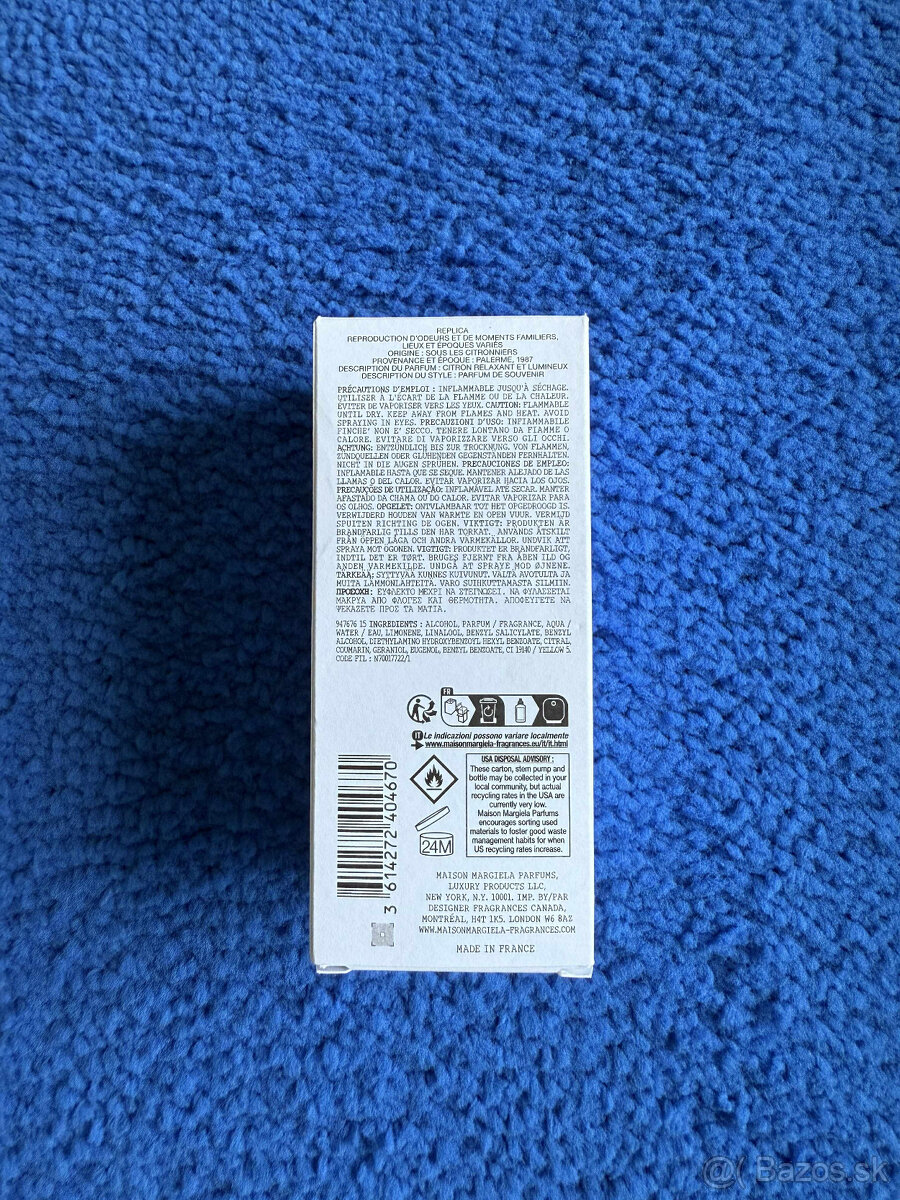 REPLICA
REPRODUCTION D'ODEURS ET DE MOMENTS FAMILIERS,
LIEUX ET ÉPOQUES VARIÉS
ORIGINE : SOUS LES CITRONNIERS
PROVENANCE ET ÉPOQUE : PALERME, 1987
DESCRIPTION DU PARFUM : CITRON RELAXANT ET LUMINEUX
DESCRIPTION DU STYLE : PARFUM DE SOUVENIR
PRÉCAUTIONS D'EMPLOI : INFLAMMABLE JUSQU'À SÉCHAGE.
UTILISER À L'ÉCART DE LA FLAMME OU DE LA CHALEUR.
ÉVITER DE VAPORISER VERS LES YEUX. CAUTION: FLAMMABLE
UNTIL DRY. KEEP AWAY FROM FLAMES AND HEAT. AVOID
SPRAYING IN EYES. PRECAUZIONI D'USO: INFIAMMABILE
FINCHE' NON E' SECCO. TENERE LONTANO DA FIAMME O
CALORE. EVITARE DI VAPORIZZARE VERSO GLI OCCHI.
ACHTUNG: ENTZÜNDLICH BIS ZUR TROCKNUNG. VON FLAMMEN,
ZÜNDQUELLEN ODER GLÜHENDEN GEGENSTÄNDEN FERNHALTEN.
NICHT IN DIE AUGEN SPRÜHEN. PRECAUCIONES DE EMPLEO:
INFLAMABLE HASTA QUE SE SEQUE. MANTENER ALEJADO DE LAS
LLAMAS O DEL CALOR. EVITAR VAPORIZAR HACIA LOS OJOS.
PRECAUÇÕES DE UTILIZAÇÃO: INFLAMÁVEL ATÉ SECAR. MANTER
AFASTADO DA CHAMA OU DO CALOR. EVITAR VAPORIZAR PARA
OS OLHOS. OPGELET: ONTVLAMBAAR TOT HET OPGEDROOGD IS.
VERWIJDERD HOUDEN VAN WARMTE EN OPEN VUUR. VERMIJD
SPUITEN RICHTING DE OGEN. VIKTIGT: PRODUKTEN ÄR
BRANDFARLIG TILLS DEN HAR TORKAT. ANVÄNDS ÅTSKILT
FRÅN ÖPPEN LÅGA OCH ANDRA VÄRMEKÄLLOR. UNDVIK ATT
SPRAYA MOT ÖGONEN. VIGTIGT: PRODUKTET ER BRANDFARLIGT,
INDTIL DET ER TØRT. BRUGES FJERNT FRA ÅBEN ILD OG
ANDEN VARMEKILDE. UNDGÅ AT SPRAYE MOD ØJNENE.
TÄRKEÄÄ: SYTTYVÄÄ KUNNES KUIVUNUT. VÄLTÄ AVOTULTA JA
MUITA LÄMMÖNLÄHTEITÄ. VARO SUIHKUTTAMASTA SILMIIN.
ΠΡΟΣΟΧΗ: ΕΥΦΛΕΚΤΟ ΜΕΧΡΙ ΝΑ ΣΤΕΓΝΩΣΕΙ. ΝΑ ΦΥΛΑΣΣΕΤΑΙ
ΜΑΚΡΥΑ ΑΠΟ ΦΛΟΓΕΣ ΚΑΙ ΘΕΡΜΟΤΗΤΑ. ΑΠΟΦΕΥΓΕΤΕ ΝΑ
ΨΕΚΑΖΕΤΕ ΠΡΟΣ ΤΑ ΜΑΤΙΑ.
947676 15 INGREDIENTS : ALCOHOL, PARFUM / FRAGRANCE, AQUA /
WATER / EAU, LIMONENE, LINALOOL, BENZYL SALICYLATE, BENZYL
ALCOHOL, DIETHYLAMINO HYDROXYBENZOYL HEXYL BENZOATE, CITRAL,
COUMARIN, GERANIOL, EUGENOL, BENZYL BENZOATE, CI 19140 / YELLOW 5.
CODE FIL : N70017722/1
FR
IT Le indicazioni possono variare localmente
www.maisonmargiela-fragrances.eu/it/it.html
USA DISPOSAL ADVISORY :
These carton, stem pump and
bottle may be collected in your
local community, but actual
recycling rates in the USA are
currently very low.
Maison Margiela Parfums
encourages sorting used
materials to foster good waste
management habits for when
US recycling rates increase.
24M
3 614272 404670
MAISON MARGIELA PARFUMS,
LUXURY PRODUCTS LLC,
NEW YORK, N.Y. 10001. IMP. BY/PAR
DESIGNER FRAGRANCES CANADA,
MONTRÉAL, H4T 1K5. LONDON W6 8AZ
WWW.MAISONMARGIELA-FRAGRANCES.COM
MADE IN FRANCE
@( Bazos.sk